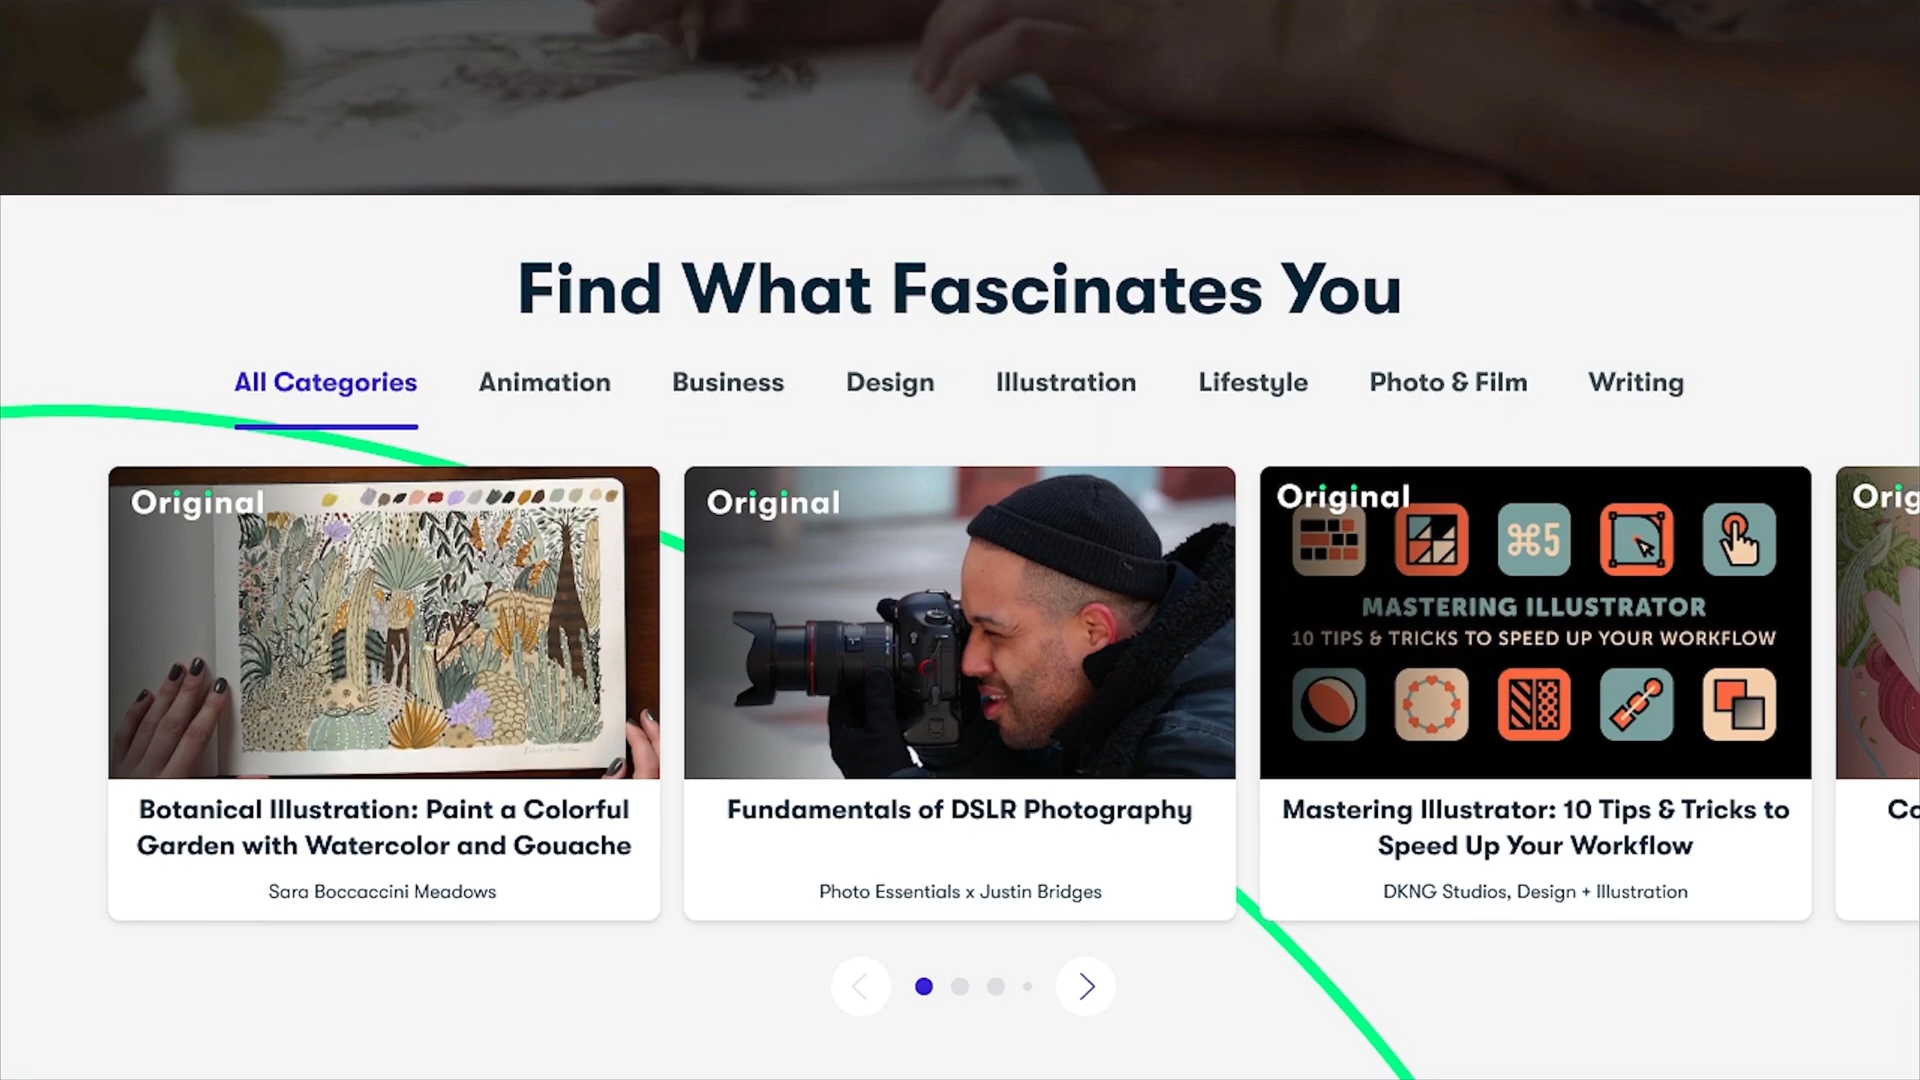 Find What Fascinates You
All Categories Animation Business Design Illustration Lifestyle Photo & Film Writing
Original
Original
Original
⌘5
MASTERING ILLUSTRATOR
10 TIPS & TRICKS TO SPEED UP YOUR WORKFLOW
Orig
Botanical Illustration: Paint a Colorful
Garden with Watercolor and Gouache
Sara Boccaccini Meadows
Fundamentals of DSLR Photography
Photo Essentials x Justin Bridges
Mastering Illustrator: 10 Tips & Tricks to
Speed Up Your Workflow
DKNG Studios, Design + Illustration
Co